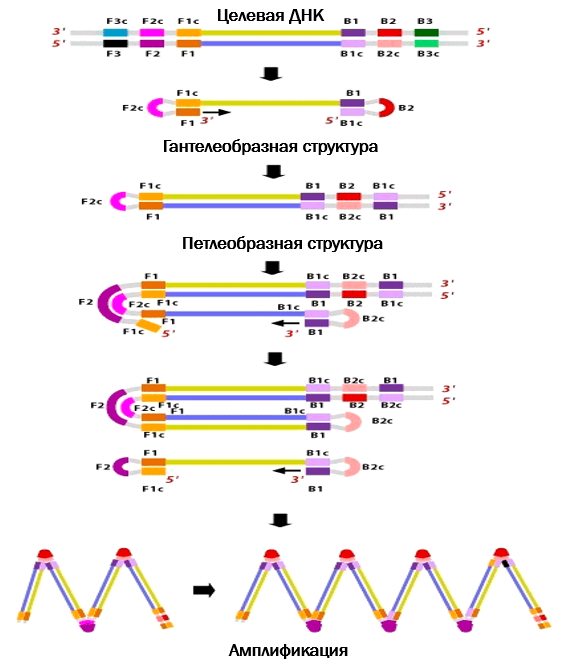 Целевая ДНК
F3c F2c F1c B1 B2 B3
3' 5'
5' 3'
F3 F2 F1 B1c B2c B3c
F1c B1
F2c B2
F1 3' 5' B1c
Гантелеобразная структура
F1c B1 B2 B1c
F2c 5'
3'
F1 B1c B2c B1
Петлеобразная структура
F1 B1c B2c B1
3'
F2 F2c 5'
F1c B1c B1 B2 B1c
F1 B2c
F1c 5' 3' B1
F1 B1c B2c B1
3'
5'
F2 F2c F1c B1 B2 B2c
F1 B1c
B2c
F1c B1
F1 B1c
F2 B2c
5' 3'
F1c B1
Амплификация